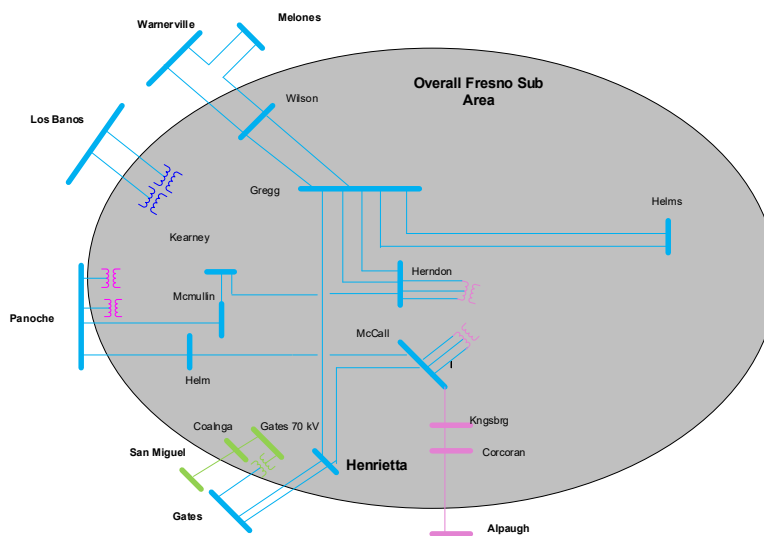 Warnerville
Melones
Overall Fresno Sub
Area
Wilson
Los Banos
Gregg
Helms
Kearney
Herndon
Mcmullin
Panoche
McCall
I
Helm
Kngsbrg
Coalnga
Gates 70 kV
San Miguel
Corcoran
Henrietta
Gates
Alpaugh